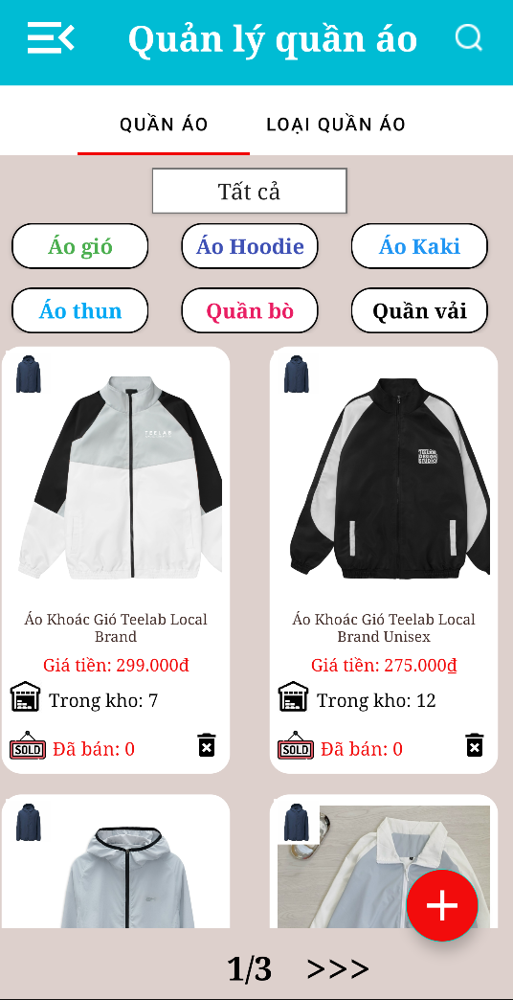 Quản lý quần áo
QUẦN ÁO LOẠI QUẦN ÁO
Tất cả
Áo gió Áo Hoodie Áo Kaki
Áo thun Quần bò Quần vải
TEELAB
TEELAB
DESIGN
STUDIO
Áo Khoác Gió Teelab Local
Brand
Giá tiền: 299.000đ
Trong kho: 7
SOLD Đã bán: 0
Áo Khoác Gió Teelab Local
Brand Unisex
Giá tiền: 275.000₫
Trong kho: 12
SOLD Đã bán: 0
1/3 >>>